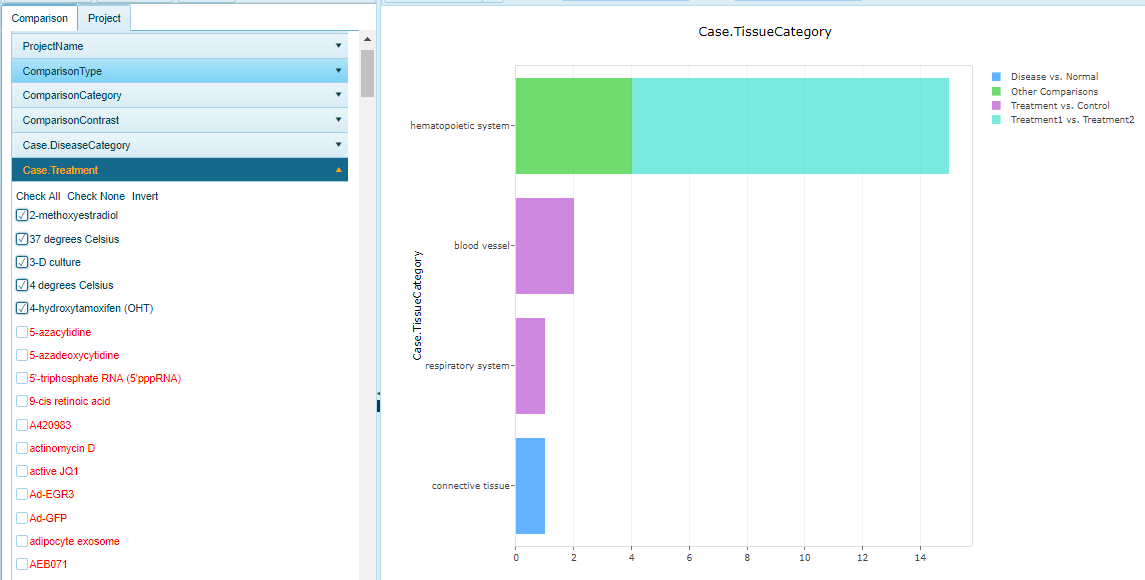 Comparison
Project
ProjectName
ComparisonType
ComparisonCategory
ComparisonContrast
Case.DiseaseCategory
Case.Treatment
Check All Check None Invert
2-methoxyestradiol
37 degrees Celsius
3-D culture
4 degrees Celsius
4-hydroxytamoxifen (OHT)
5-azacytidine
5-azadeoxycytidine
5'-triphosphate RNA (5'pppRNA)
9-cis retinoic acid
A420983
actinomycin D
active JQ1
Ad-EGR3
Ad-GFP
adipocyte exosome
AEB071
Case.TissueCategory
Case.TissueCategory
hematopoietic system
blood vessel
respiratory system
connective tissue
0 2 4 6 8 10 12 14
Disease vs. Normal
Other Comparisons
Treatment vs. Control
Treatment1 vs. Treatment2